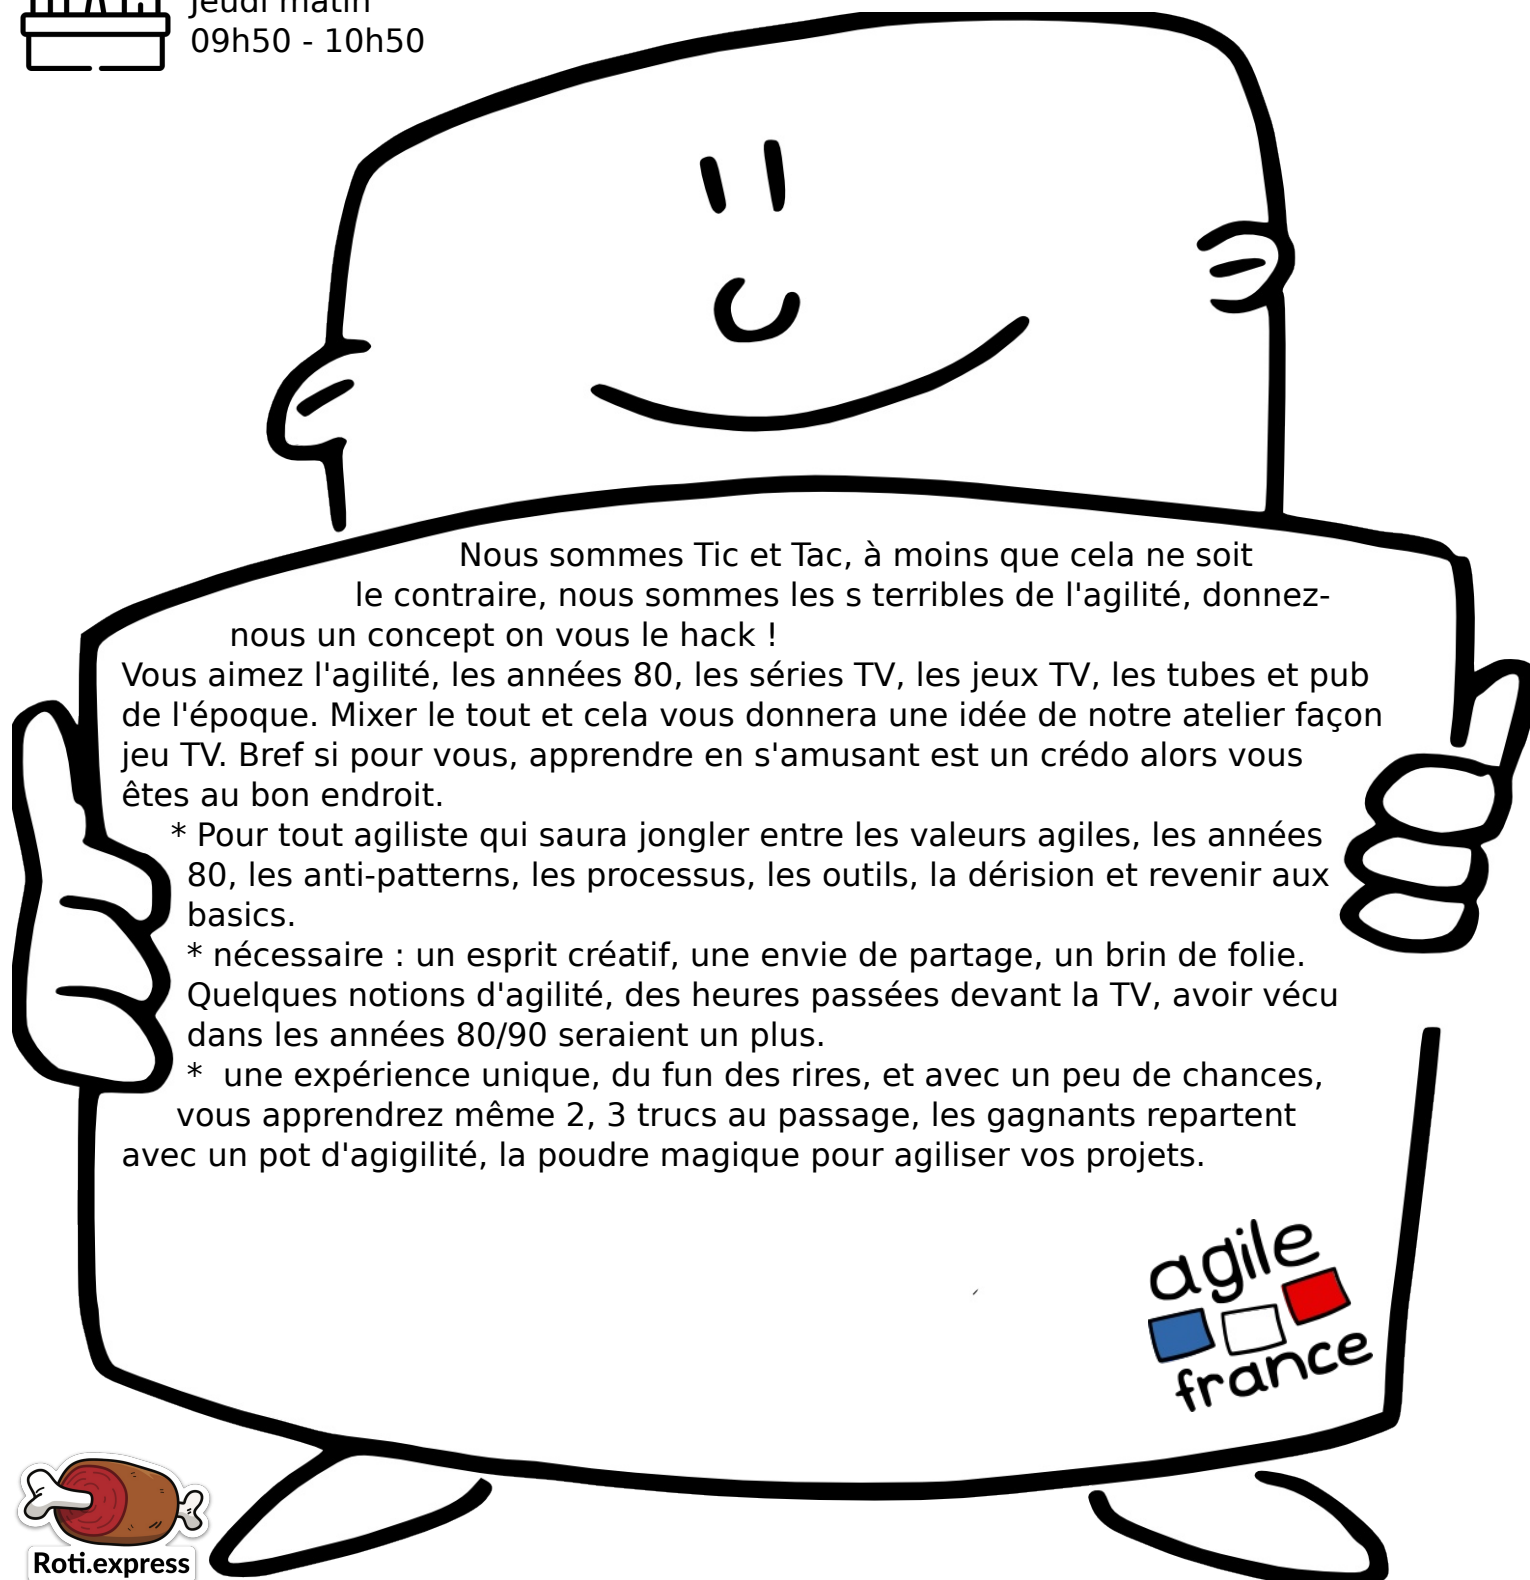 jeudi matin
09h50 - 10h50
Nous sommes Tic et Tac, à moins que cela ne soit
le contraire, nous sommes les s terribles de l'agilité, donnez-
nous un concept on vous le hack !
Vous aimez l'agilité, les années 80, les séries TV, les jeux TV, les tubes et pub
de l'époque. Mixer le tout et cela vous donnera une idée de notre atelier façon
jeu TV. Bref si pour vous, apprendre en s'amusant est un crédo alors vous
êtes au bon endroit.
* Pour tout agiliste qui saura jongler entre les valeurs agiles, les années
80, les anti-patterns, les processus, les outils, la dérision et revenir aux
basics.
* nécessaire : un esprit créatif, une envie de partage, un brin de folie.
Quelques notions d'agilité, des heures passées devant la TV, avoir vécu
dans les années 80/90 seraient un plus.
*  une expérience unique, du fun des rires, et avec un peu de chances,
vous apprendrez même 2, 3 trucs au passage, les gagnants repartent
avec un pot d'agigilité, la poudre magique pour agiliser vos projets.
agile
france
Roti.express